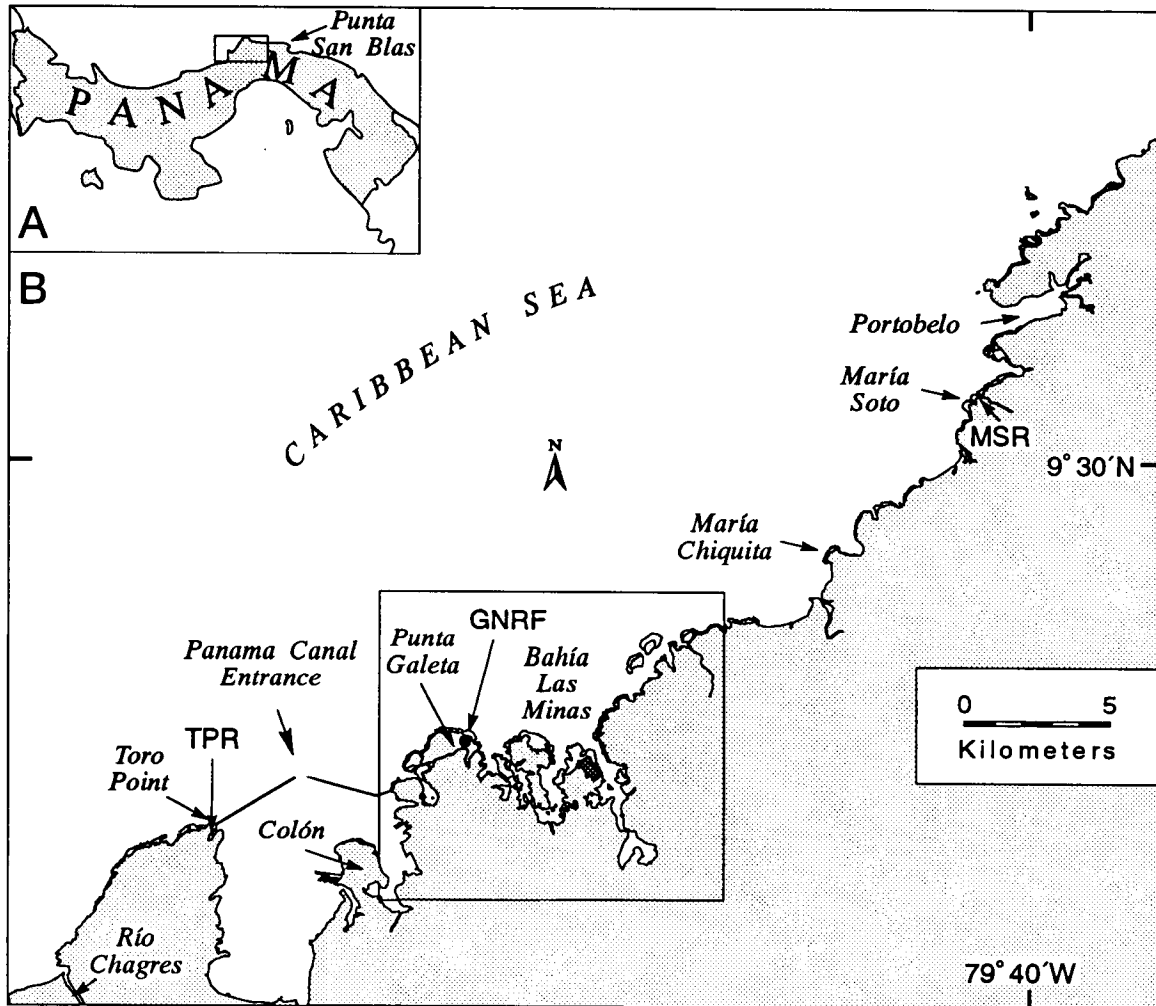 Punta
San Blas
PANAMA
A
B
CARIBBEAN SEA
N
Portobelo
María
Soto
MSR
9°30´N
María
Chiquita
GNRF
Punta
Galeta
Bahía
Las
Minas
Panama Canal
Entrance
TPR
Toro
Point
Colón
0 5
Kilometers
Río
Chagres
79°40´W